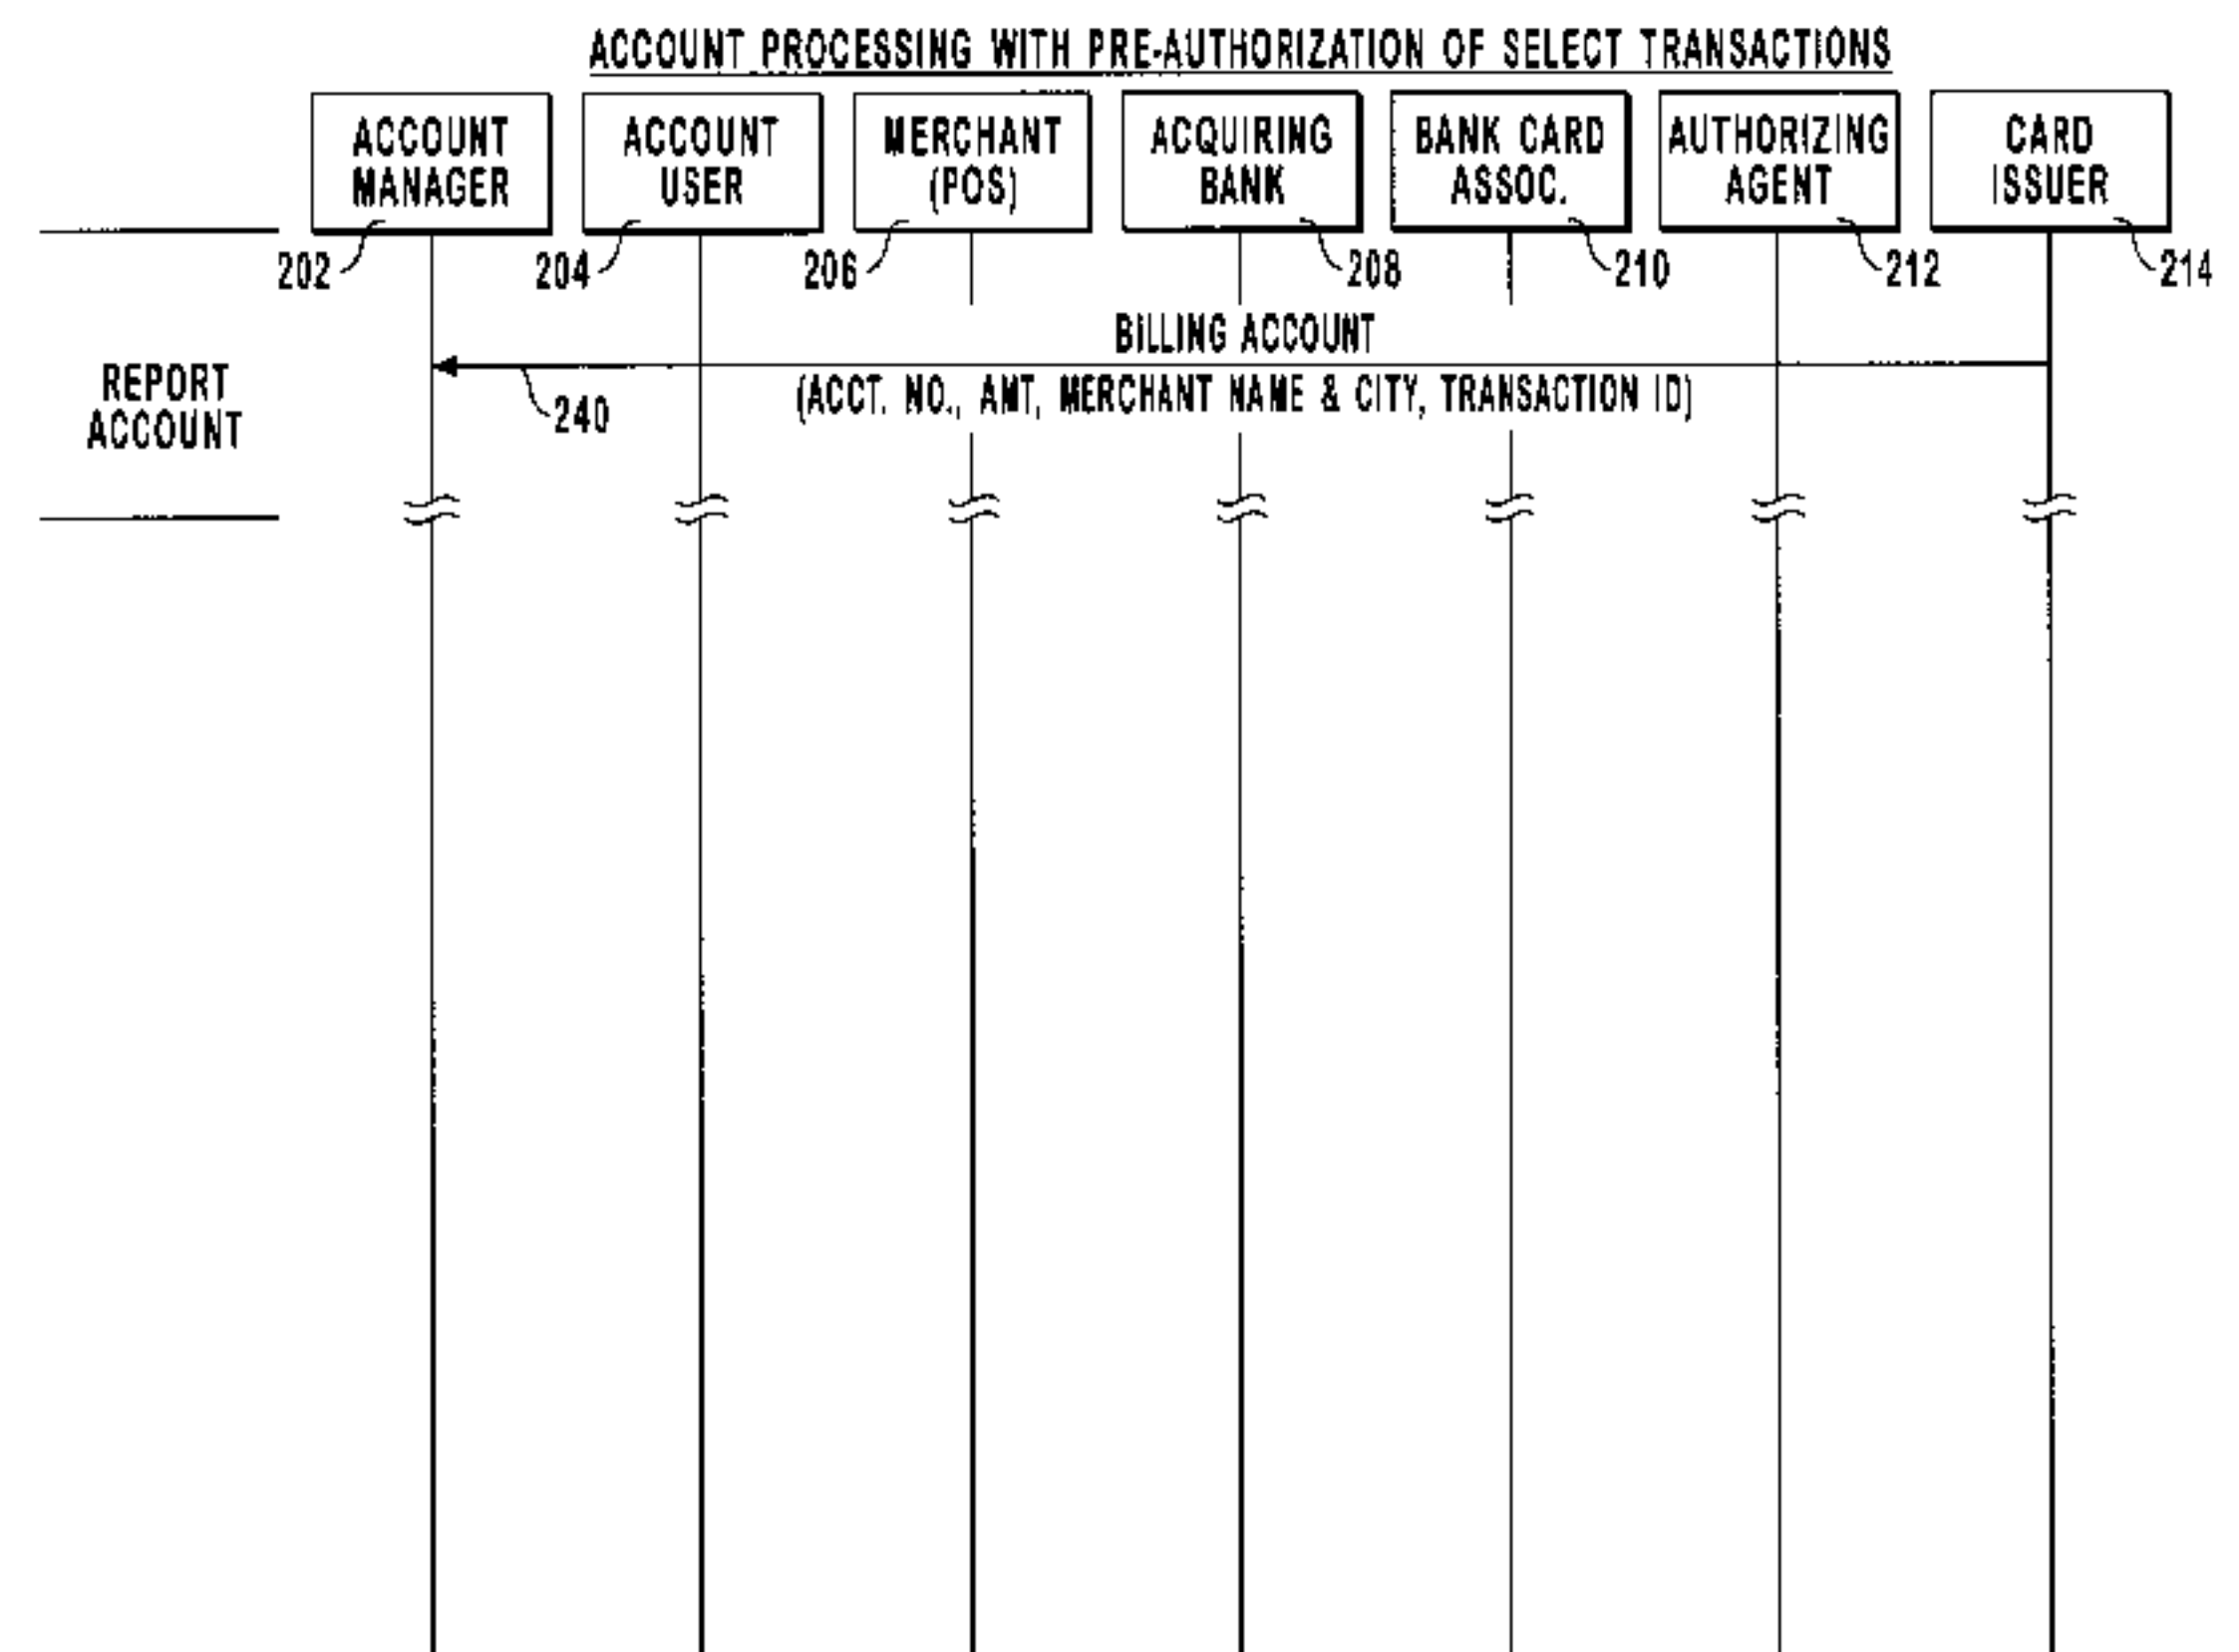 ACCOUNT PROCESSING WITH PRE-AUTHORIZATION OF SELECT TRANSACTIONS
ACCOUNT
MANAGER
ACCOUNT
USER
MERCHANT
(POS)
ACQUIRING
BANK
BANK CARD
ASSOC.
AUTHORIZING
AGENT
CARD
ISSUER
202
204
206
208
210
212
214
BILLING ACCOUNT
REPORT
ACCOUNT
240
(ACCT. NO., AMT, MERCHANT NAME & CITY, TRANSACTION ID)